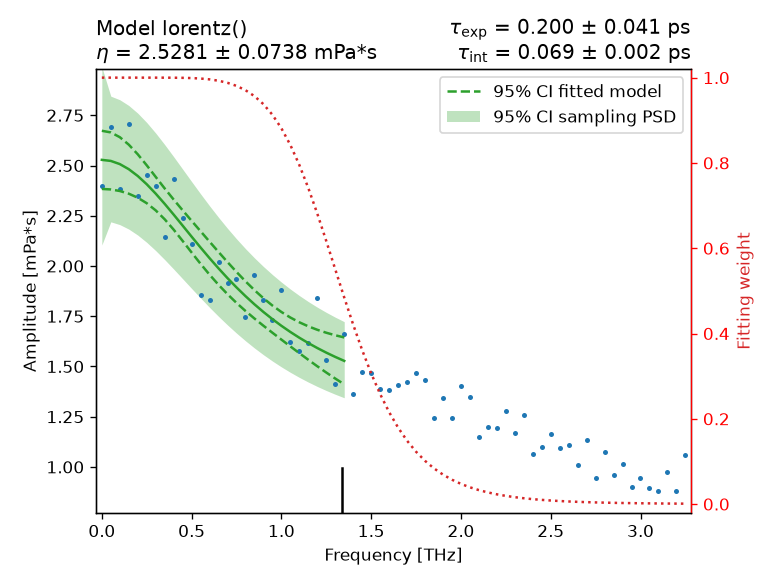 Model lorentz()
η = 2.5281 ± 0.0738 mPa*s
τexp = 0.200 ± 0.041 ps
τint = 0.069 ± 0.002 ps
95% CI fitted model
95% CI sampling PSD
Amplitude [mPa*s]
2.75
2.50
2.25
2.00
1.75
1.50
1.25
1.00
1.0
0.8
0.6
0.4
0.2
0.0
Fitting weight
0.0 0.5 1.0 1.5 2.0 2.5 3.0
Frequency [THz]